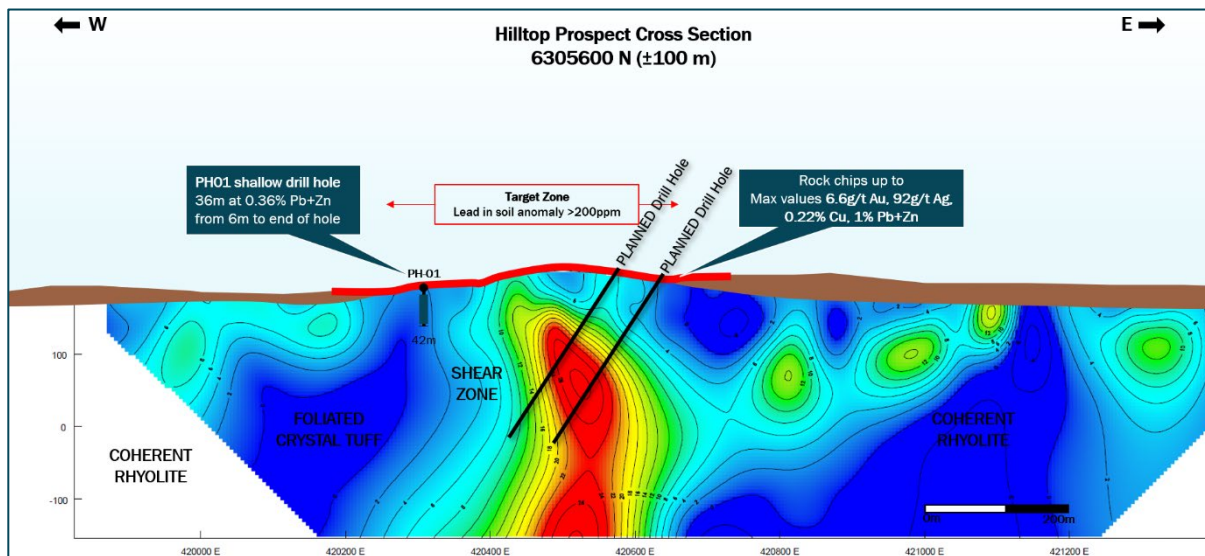 W
E
Hilltop Prospect Cross Section
6305600 N (±100 m)
PH01 shallow drill hole
36m at 0.36% Pb+Zn
from 6m to end of hole
Target Zone
Lead in soil anomaly >200ppm
PLANNED Drill Hole
PLANNED Drill Hole
Rock chips up to
Max values 6.6g/t Au, 92g/t Ag,
0.22% Cu, 1% Pb+Zn
PH-01
42m
100
SHEAR
ZONE
FOLIATED
CRYSTAL TUFF
0
COHERENT
RHYOLITE
COHERENT
RHYOLITE
-100
0m
200m
420000 E
420200 E
420400 E
420600 E
420800 E
421000 E
421200 E